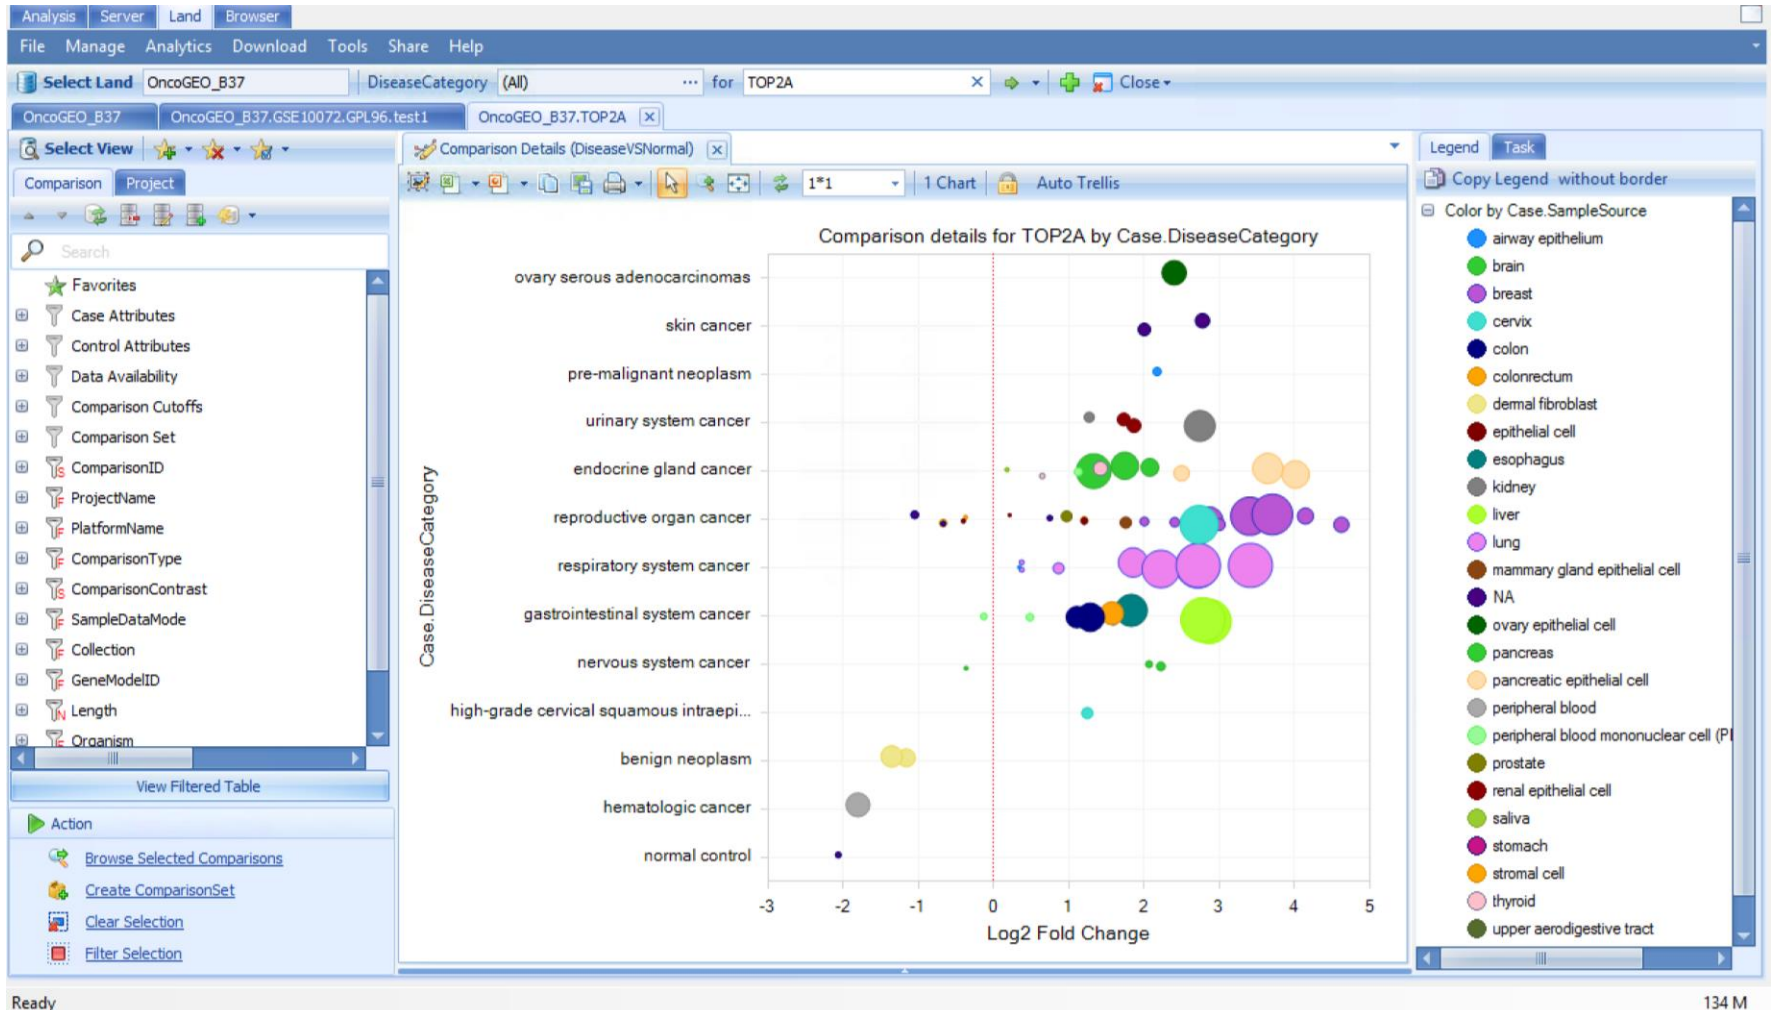 Analysis Server Land Browser
File Manage Analytics Download Tools Share Help
Select Land OncoGEO_B37 DiseaseCategory (All) ... for TOP2A Close
OncoGEO_B37 OncoGEO_B37.GSE10072.GPL96.test1 OncoGEO_B37.TOP2A
Select View
Comparison Project
Search
Favorites
Case Attributes
Control Attributes
Data Availability
Comparison Cutoffs
Comparison Set
ComparisonID
ProjectName
PlatformName
ComparisonType
ComparisonContrast
SampleDataMode
Collection
GeneModelID
Length
Organism
View Filtered Table
Action
Browse Selected Comparisons
Create ComparisonSet
Clear Selection
Filter Selection
Comparison Details (DiseaseVSNormal)
1*1 1 Chart Auto Trellis
Comparison details for TOP2A by Case.DiseaseCategory
Case.DiseaseCategory
ovary serous adenocarcinomas
skin cancer
pre-malignant neoplasm
urinary system cancer
endocrine gland cancer
reproductive organ cancer
respiratory system cancer
gastrointestinal system cancer
nervous system cancer
high-grade cervical squamous intraepi...
benign neoplasm
hematologic cancer
normal control
-3 -2 -1 0 1 2 3 4 5
Log2 Fold Change
Legend Task
Copy Legend without border
Color by Case.SampleSource
airway epithelium
brain
breast
cervix
colon
colonrectum
dermal fibroblast
epithelial cell
esophagus
kidney
liver
lung
mammary gland epithelial cell
NA
ovary epithelial cell
pancreas
pancreatic epithelial cell
peripheral blood
peripheral blood mononuclear cell (PI
prostate
renal epithelial cell
saliva
stomach
stromal cell
thyroid
upper aerodigestive tract
Ready 134 M